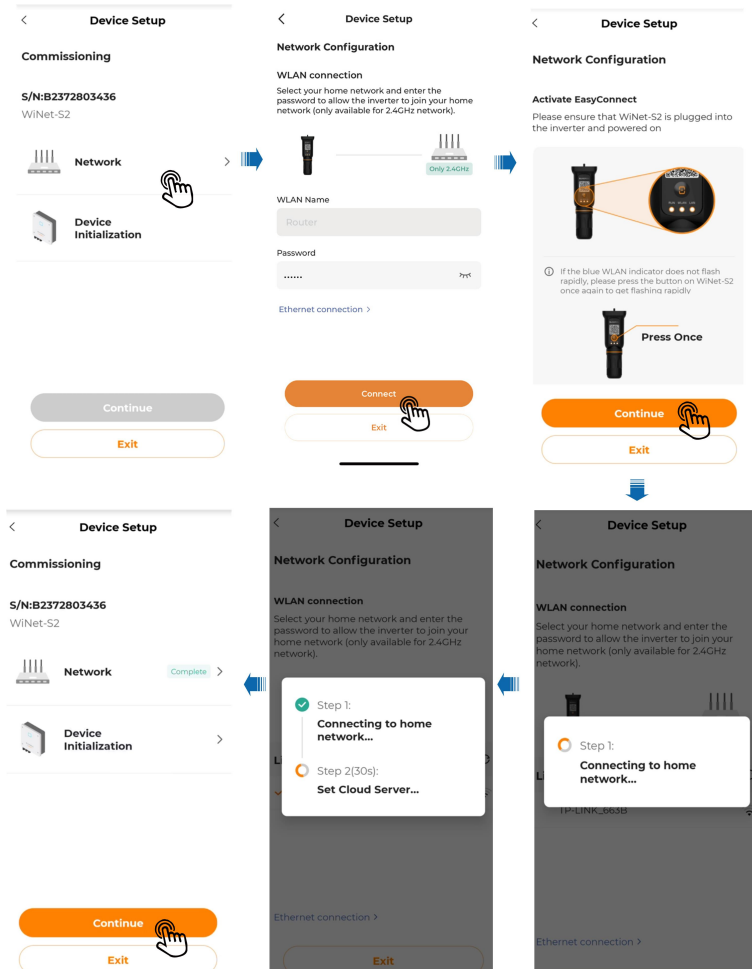 Device Setup
Commissioning
S/N:B2372803436
WiNet-S2
Network
Device
Initialization
Continue
Exit
Device Setup
Network Configuration
WLAN connection
Select your home network and enter the
password to allow the inverter to join your home
network (only available for 2.4GHz network).
Only 2.4GHz
WLAN Name
Router
Password
••••••
Ethernet connection >
Connect
Exit
Device Setup
Network Configuration
Activate EasyConnect
Please ensure that WiNet-S2 is plugged into
the inverter and powered on
If the blue WLAN indicator does not flash
rapidly, please press the button on WiNet-S2
once again to get flashing rapidly
Press Once
Continue
Exit
Device Setup
Network Configuration
WLAN connection
Select your home network and enter the
password to allow the inverter to join your
home network (only available for 2.4GHz
network).
Step 1:
Connecting to home
network...
TP-LINK_663B
Ethernet connection >
Device Setup
Network Configuration
WLAN connection
Select your home network and enter the
password to allow the inverter to join your
home network (only available for 2.4GHz
network).
Step 1:
Connecting to home
network...
Step 2(30s):
Set Cloud Server...
Ethernet connection >
Exit
Device Setup
Commissioning
S/N:B2372803436
WiNet-S2
Network
Complete
Device
Initialization
Continue
Exit